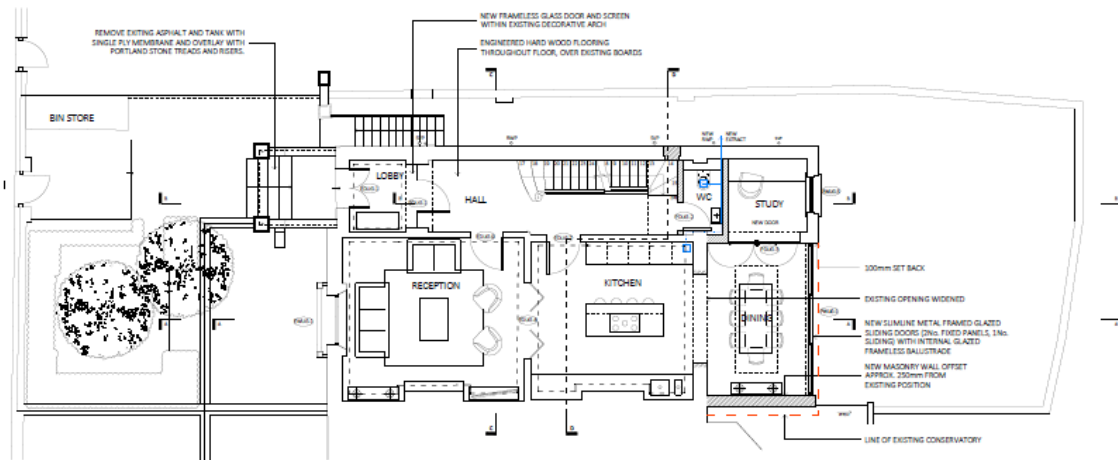 NEW FRAMELESS GLASS DOOR AND SCREEN
WITHIN EXISTING DECORATIVE ARCH
REMOVE EXITING ASPHALT AND TANK WITH
SINGLE PLY MEMBRANE AND OVERLAY WITH
PORTLAND STONE TREADS AND RISERS.
ENGINEERED HARD WOOD FLOORING
THROUGHOUT FLOOR, OVER EXISTING BOARDS
BIN STORE
NEW
NEW
EXTRACT
LOBBY
HALL
WC
STUDY
NEW DOOR
RECEPTION
KITCHEN
DINING
100mm SET BACK
EXISTING OPENING WIDENED
NEW SLIMLINE METAL FRAMED GLAZED
SLIDING DOORS (2No. FIXED PANELS, 1No.
SLIDING) WITH INTERNAL GLAZED
FRAMELESS BALUSTRADE
NEW MASONRY WALL OFFSET
APPROX. 250mm FROM
EXISTING POSITION
LINE OF EXISTING CONSERVATORY